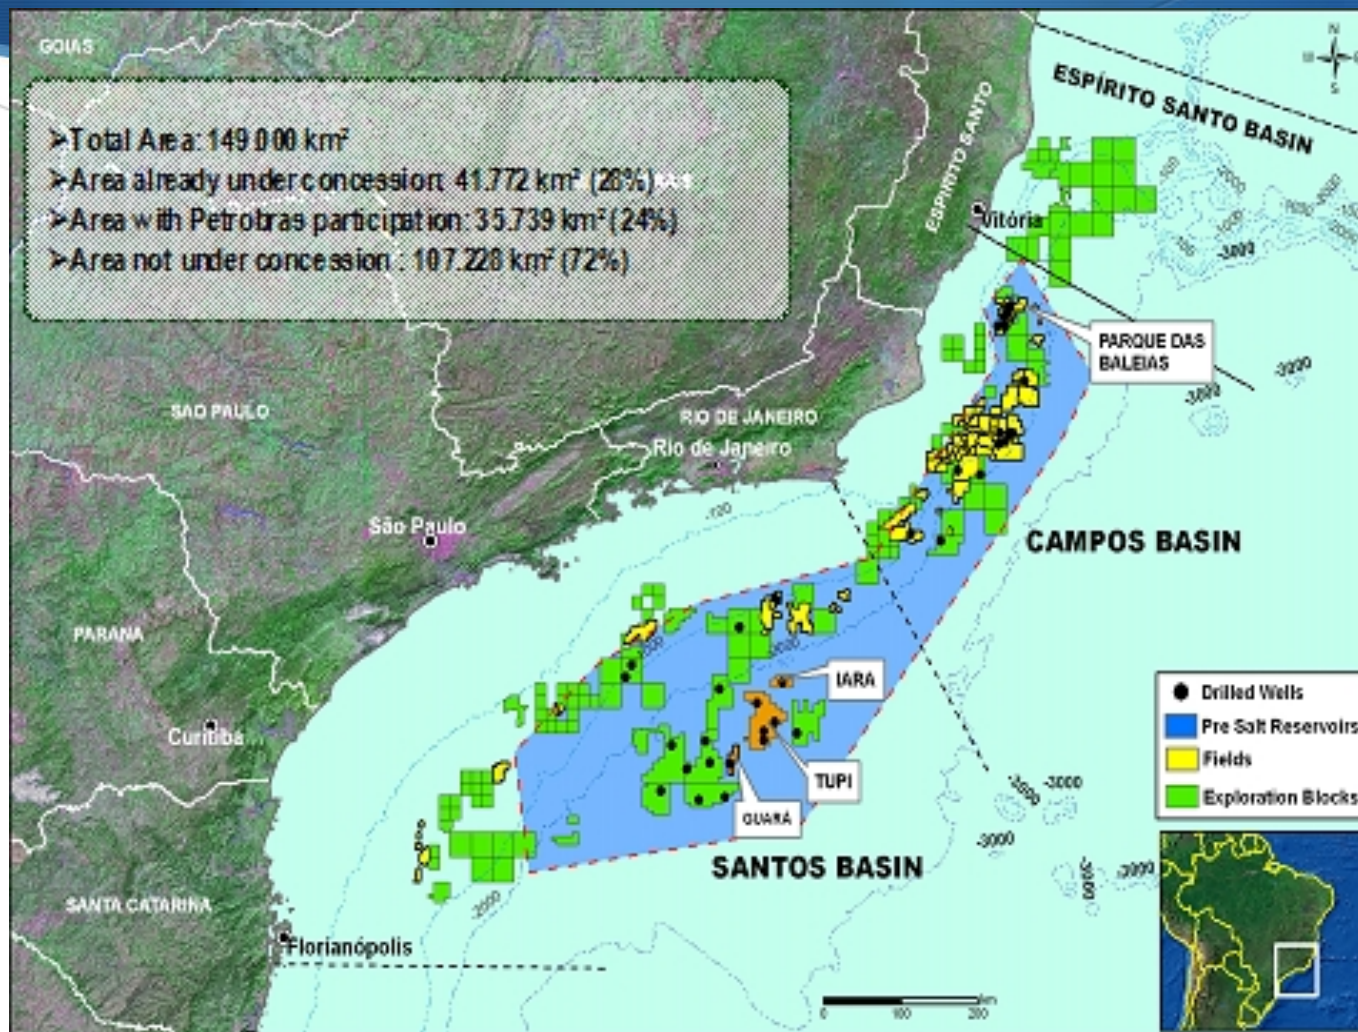 GOIAS
➢Total Area: 149.000 km²
➢Area already under concession: 41.772 km² (28%)
➢Area with Petrobras participation: 35.739 km² (24%)
➢Area not under concession : 107.228 km² (72%)
N
S
ESPÍRITO SANTO BASIN
ESPIRITO SANTO
Vitória
-3000
PARQUE DAS
BALEIAS
-3000
SAO PAULO
RIO DE JANEIRO
Rio de Janeiro
São Paulo
CAMPOS BASIN
PARANA
IARA
Drilled Wells
Pre Salt Reservoirs
Fields
Exploration Blocks
Curitiba
TUPI
GUARÁ
-3000
-3000
-3000
-3000
SANTOS BASIN
SANTA CATARINA
-2000
Florianópolis
0 100 200
km